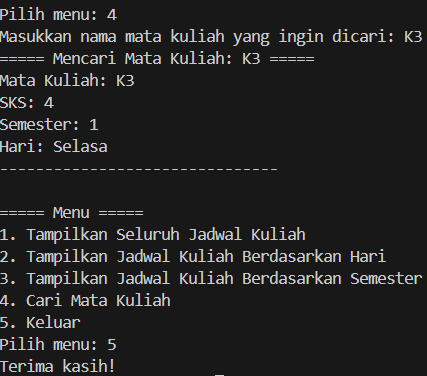 Pilih menu: 4
Masukkan nama mata kuliah yang ingin dicari: K3
===== Mencari Mata Kuliah: K3 =====
Mata Kuliah: K3
SKS: 4
Semester: 1
Hari: Selasa
-------------------------------
===== Menu =====
1. Tampilkan Seluruh Jadwal Kuliah
2. Tampilkan Jadwal Kuliah Berdasarkan Hari
3. Tampilkan Jadwal Kuliah Berdasarkan Semester
4. Cari Mata Kuliah
5. Keluar
Pilih menu: 5
Terima kasih!